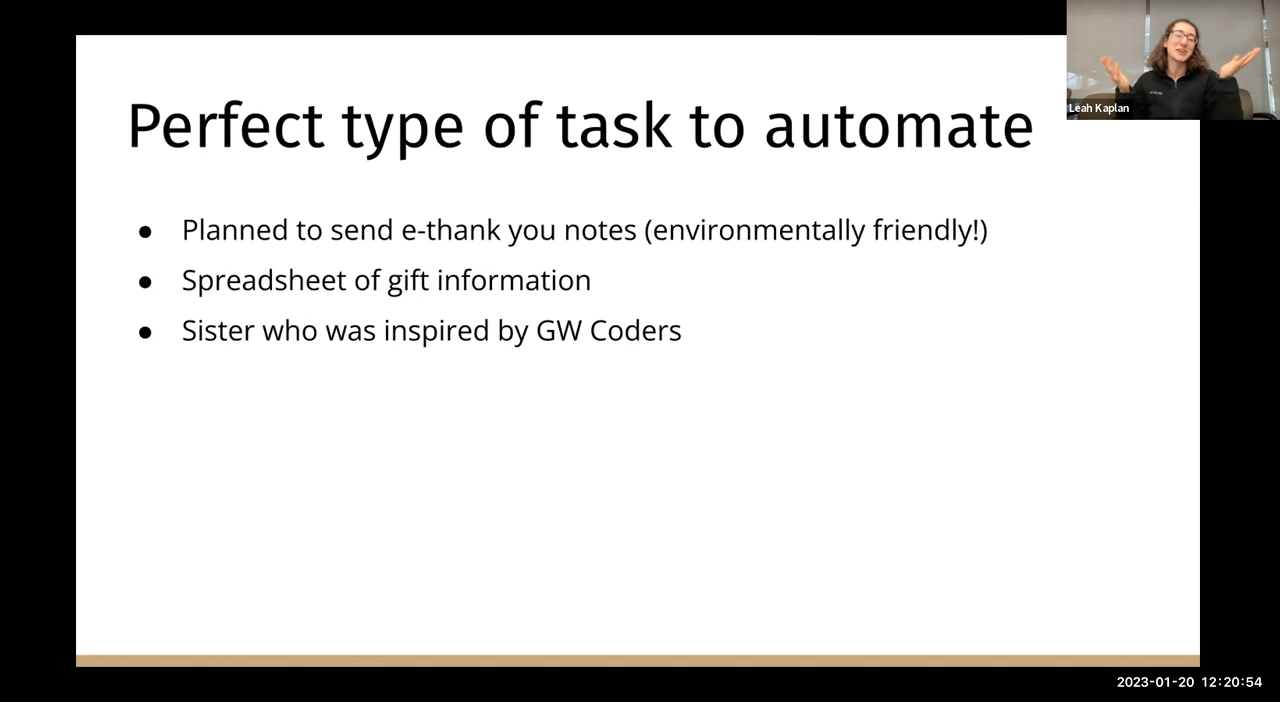 Perfect type of task to automate
Leah Kaplan
● Planned to send e-thank you notes (environmentally friendly!)
● Spreadsheet of gift information
● Sister who was inspired by GW Coders
2023-01-20 12:20:54